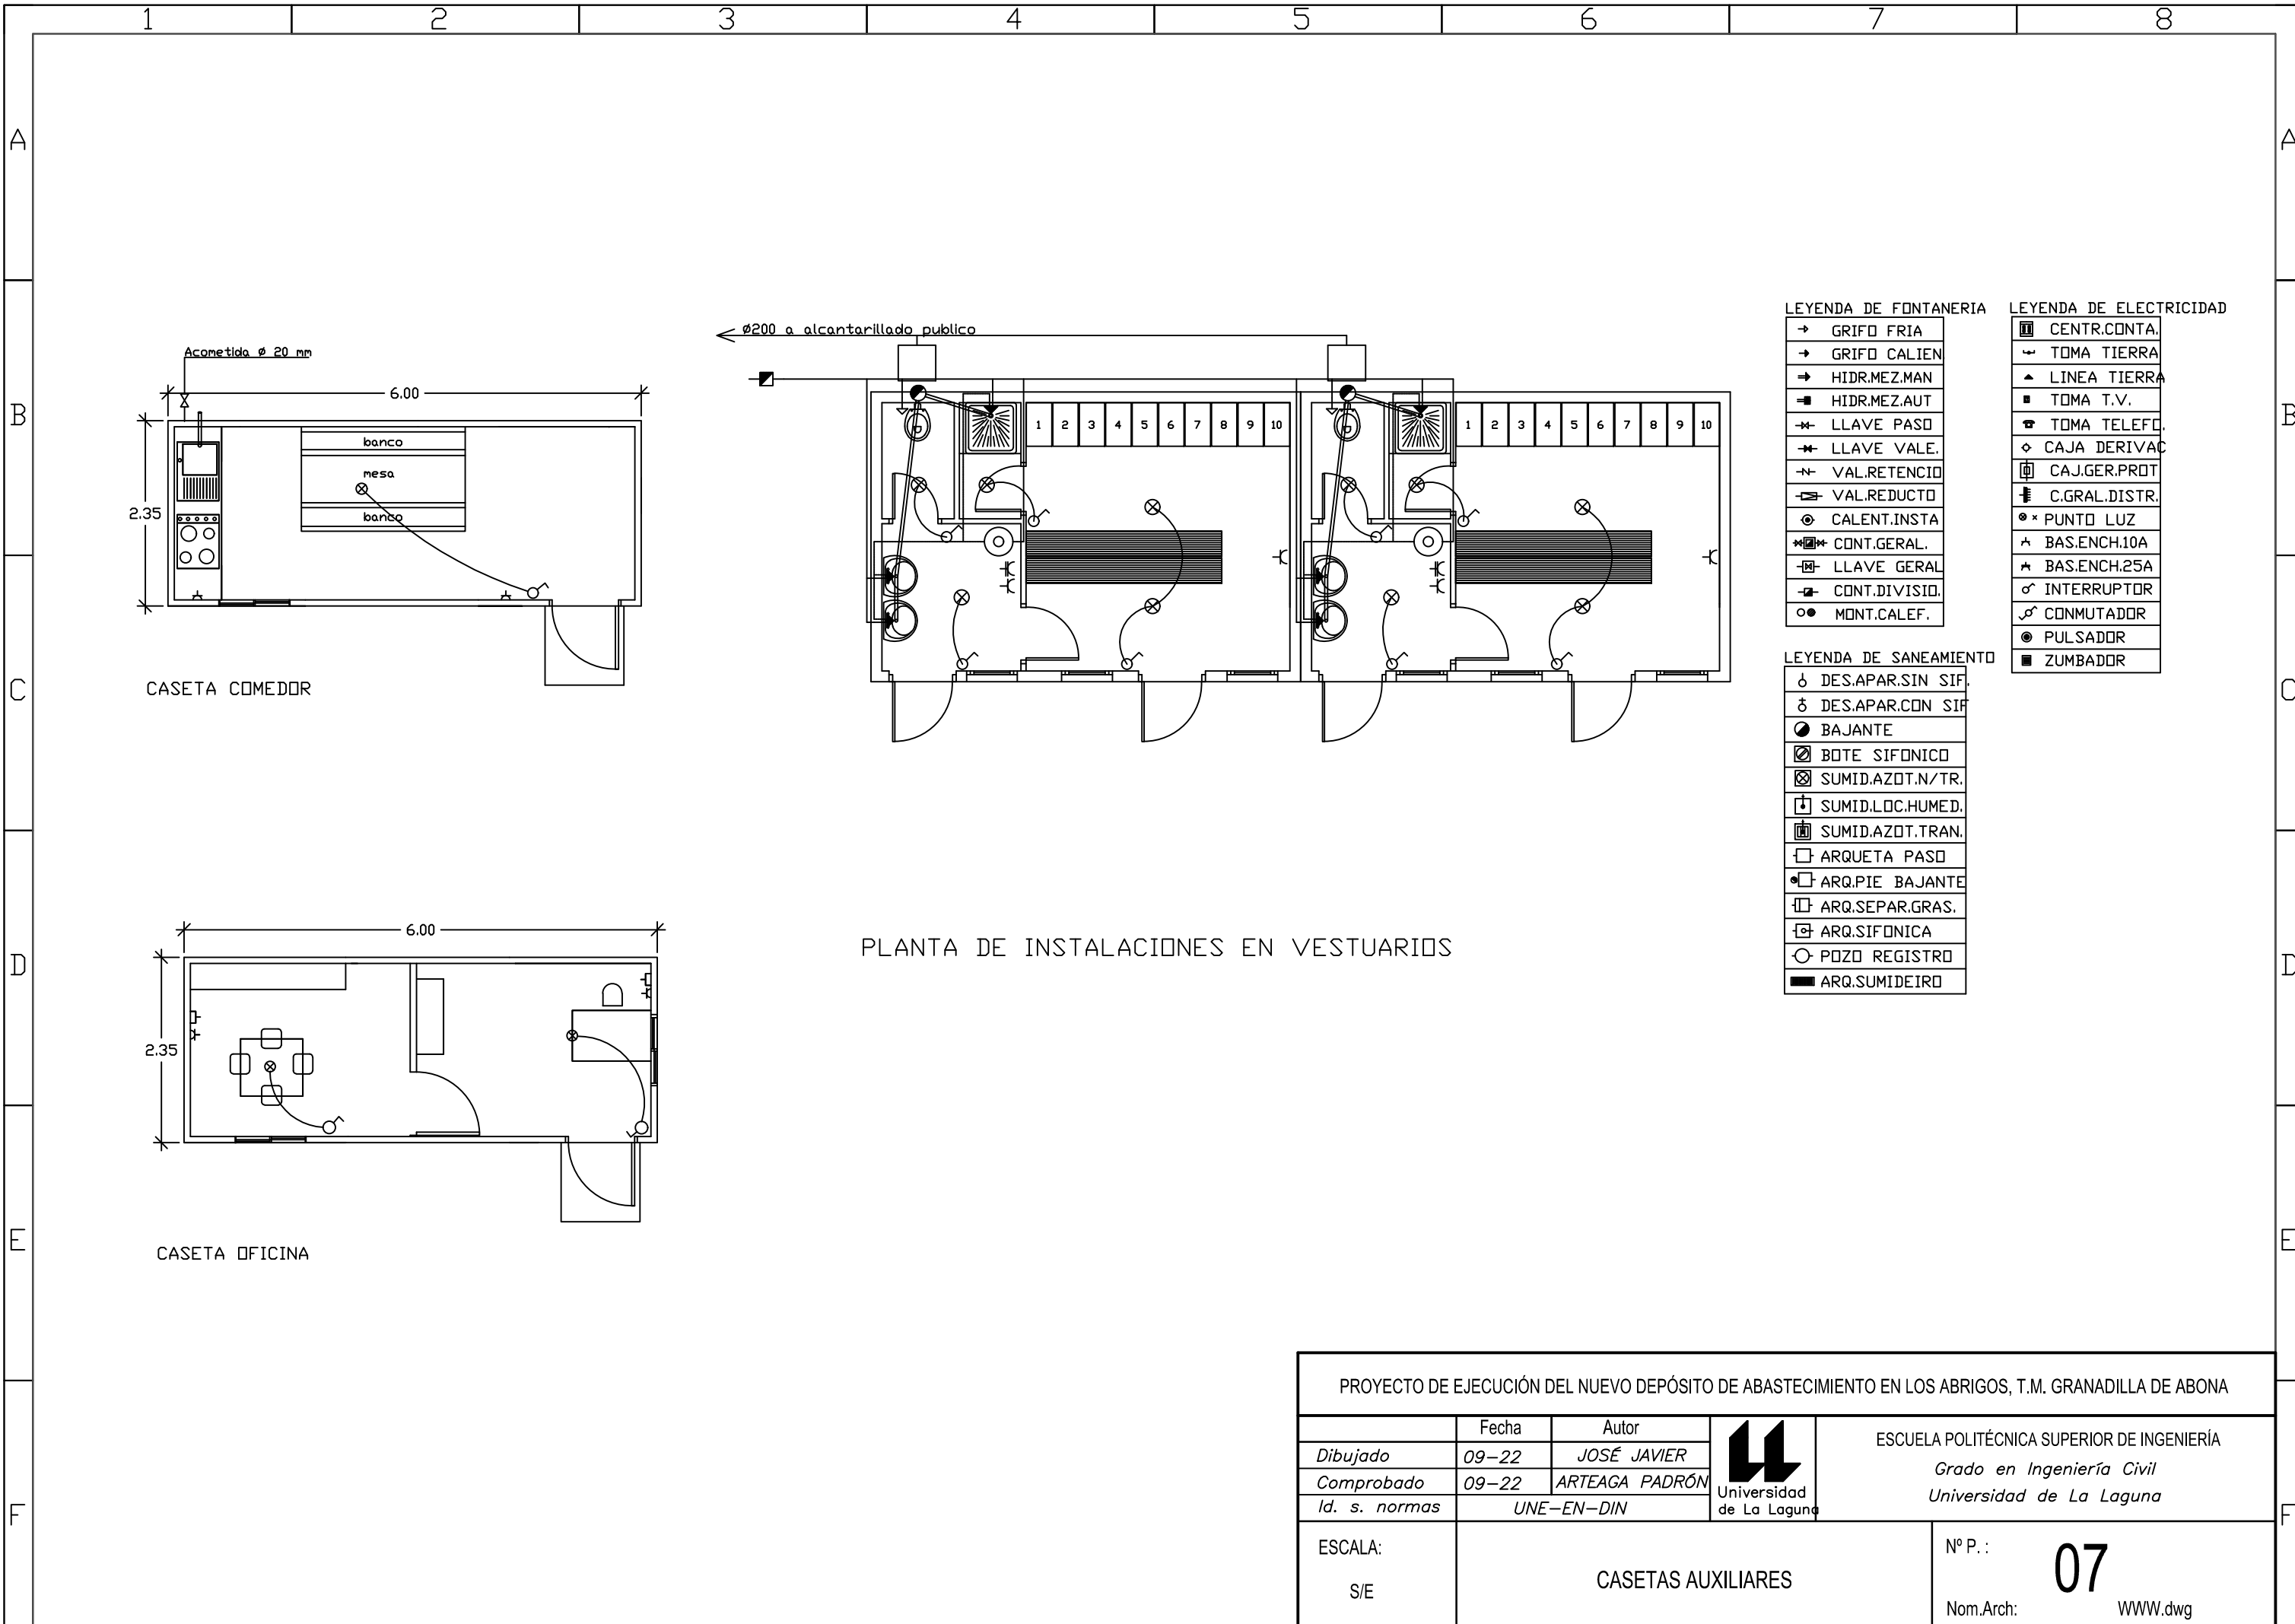 1 2 3 4 5 6 7 8
A A
B B
C C
D D
E E
F F
Acometida Ø 20 mm
6.00
2.35
banco
mesa
banco
CASETA COMEDOR
6.00
2.35
CASETA OFICINA
Ø200 a alcantarillado publico
1 2 3 4 5 6 7 8 9 10
1 2 3 4 5 6 7 8 9 10
PLANTA DE INSTALACIONES EN VESTUARIOS
LEYENDA DE FONTANERIA
GRIFO FRIA
GRIFO CALIEN
HIDR.MEZ.MAN
HIDR.MEZ.AUT
LLAVE PASO
LLAVE VALE.
VAL.RETENCIO
VAL.REDUCTO
CALENT.INSTA
CONT.GERAL.
LLAVE GERAL
CONT.DIVISIO.
MONT.CALEF.
LEYENDA DE ELECTRICIDAD
CENTR.CONTA.
TOMA TIERRA
LINEA TIERRA
TOMA T.V.
TOMA TELEFO.
CAJA DERIVAC
CAJ.GER.PROT
C.GRAL.DISTR.
PUNTO LUZ
BAS.ENCH.10A
BAS.ENCH.25A
INTERRUPTOR
CONMUTADOR
PULSADOR
ZUMBADOR
LEYENDA DE SANEAMIENTO
DES.APAR.SIN SIF.
DES.APAR.CON SIF
BAJANTE
BOTE SIFONICO
SUMID.AZOT.N/TR.
SUMID.LOC.HUMED.
SUMID.AZOT.TRAN.
ARQUETA PASO
ARQ.PIE BAJANTE
ARQ.SEPAR.GRAS.
ARQ.SIFONICA
POZO REGISTRO
ARQ.SUMIDEIRO
PROYECTO DE EJECUCIÓN DEL NUEVO DEPÓSITO DE ABASTECIMIENTO EN LOS ABRIGOS, T.M. GRANADILLA DE ABONA
Fecha Autor
Dibujado 09-22 JOSÉ JAVIER
Comprobado 09-22 ARTEAGA PADRÓN
Id. s. normas UNE-EN-DIN
Universidad
de La Laguna
ESCUELA POLITÉCNICA SUPERIOR DE INGENIERÍA
Grado en Ingeniería Civil
Universidad de La Laguna
ESCALA:
S/E
CASETAS AUXILIARES
Nº P. : 07
Nom.Arch: WWW.dwg